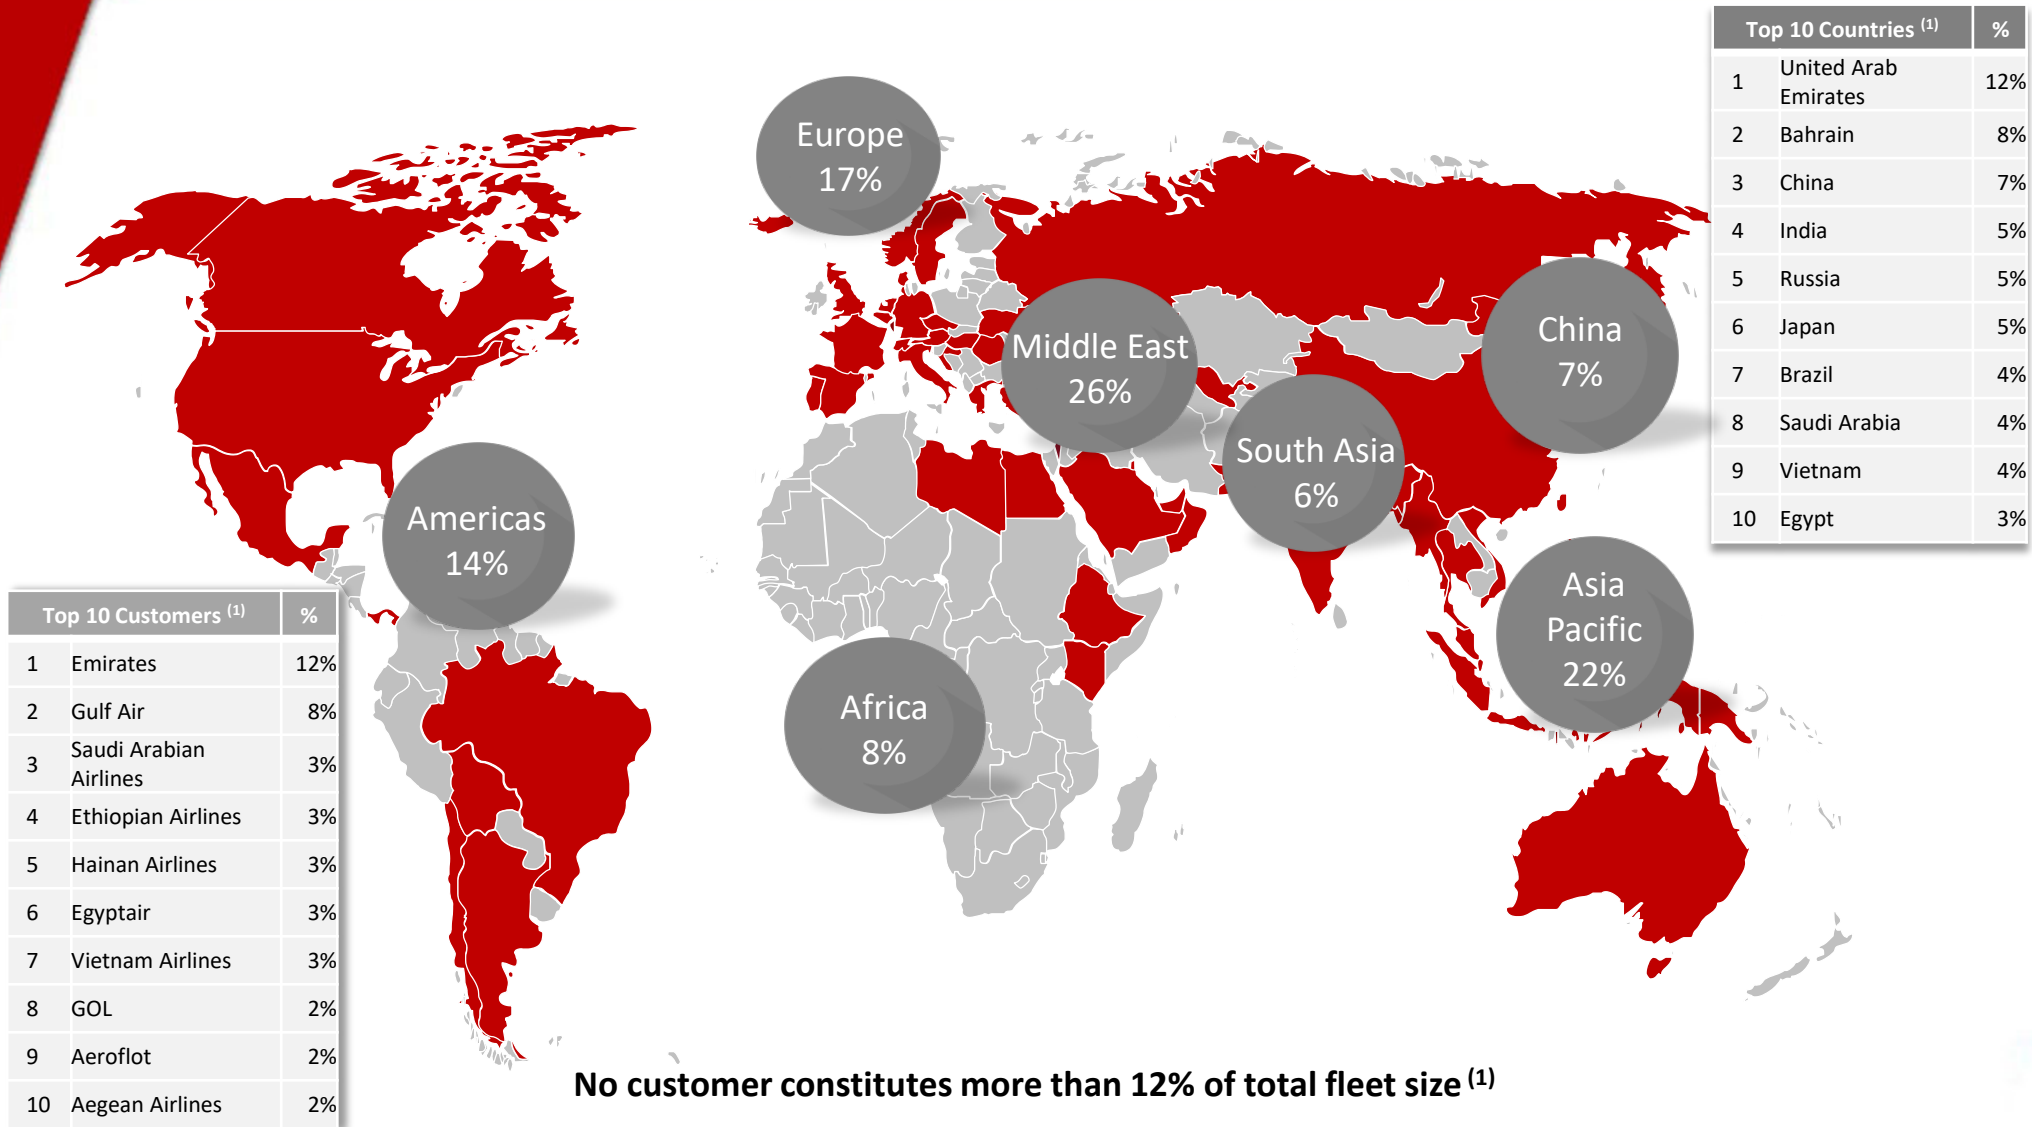 Top 10 Countries (1) %
1 United Arab Emirates 12%
2 Bahrain 8%
3 China 7%
4 India 5%
5 Russia 5%
6 Japan 5%
7 Brazil 4%
8 Saudi Arabia 4%
9 Vietnam 4%
10 Egypt 3%
Europe
17%
Middle East
26%
China
7%
South Asia
6%
Americas
14%
Asia
Pacific
22%
Africa
8%
Top 10 Customers (1) %
1 Emirates 12%
2 Gulf Air 8%
3 Saudi Arabian Airlines 3%
4 Ethiopian Airlines 3%
5 Hainan Airlines 3%
6 Egyptair 3%
7 Vietnam Airlines 3%
8 GOL 2%
9 Aeroflot 2%
10 Aegean Airlines 2%
No customer constitutes more than 12% of total fleet size (1)